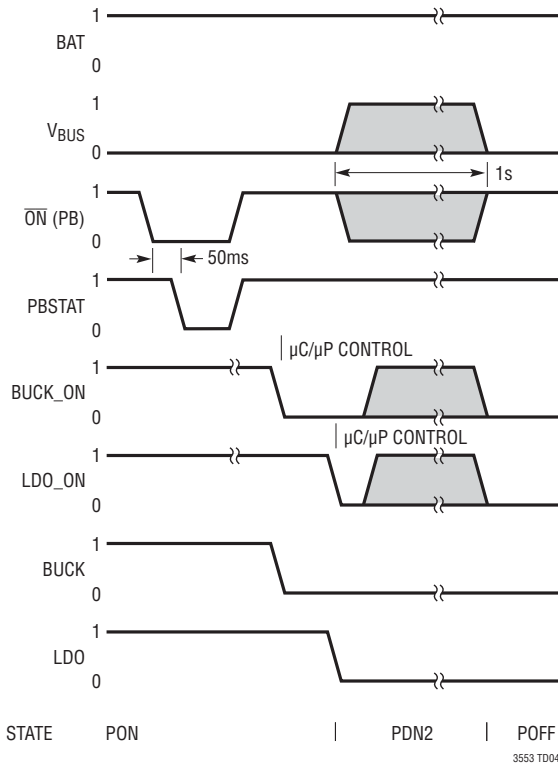 1
BAT
0
1
VBUS
0
1s
1
ON (PB)
0
50ms
1
PBSTAT
0
µC/µP CONTROL
1
BUCK_ON
0
µC/µP CONTROL
1
LDO_ON
0
1
BUCK
0
1
LDO
0
STATE PON PDN2 POFF
3553 TD04